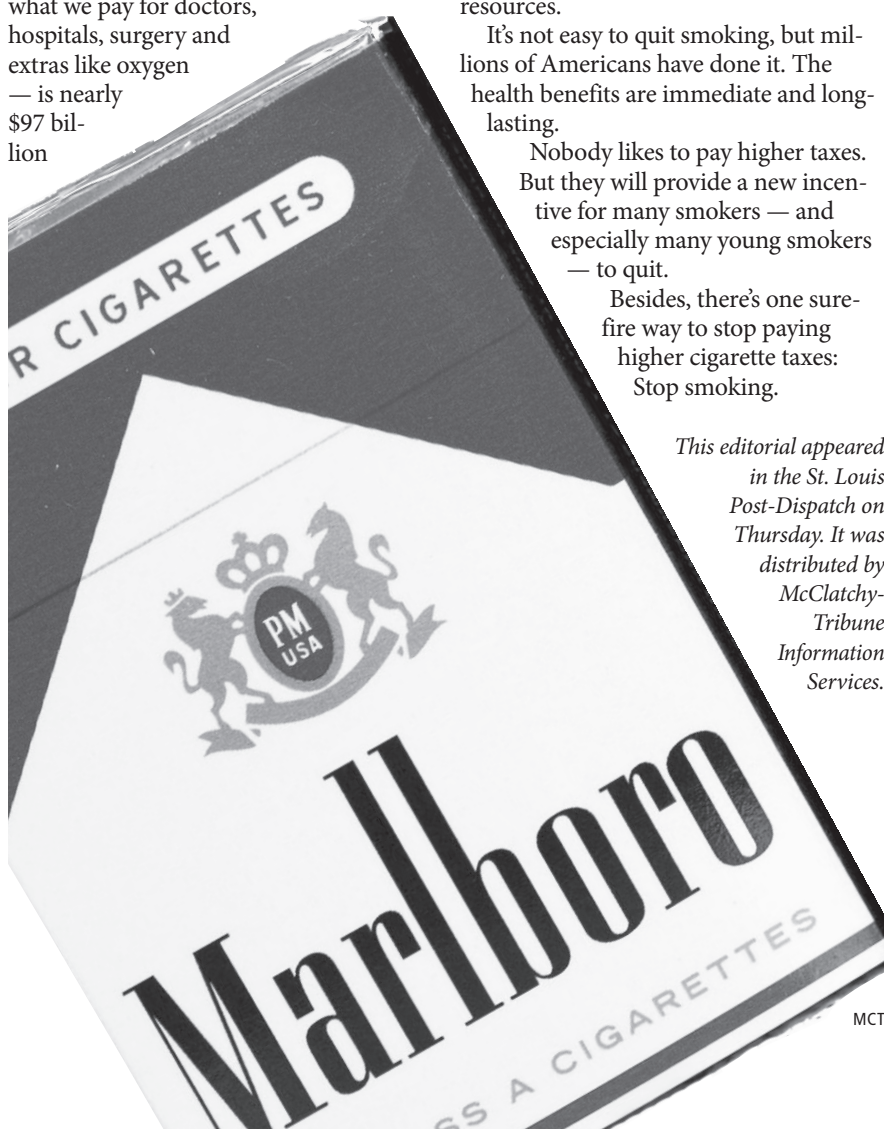 what we pay for doctors,
hospitals, surgery and
extras like oxygen
— is nearly
$97 bil-
lion
resources.
It's not easy to quit smoking, but mil-
lions of Americans have done it. The
health benefits are immediate and long-
lasting.
Nobody likes to pay higher taxes.
But they will provide a new incen-
tive for many smokers — and
especially many young smokers
— to quit.
Besides, there's one sure-
fire way to stop paying
higher cigarette taxes:
Stop smoking.
This editorial appeared
in the St. Louis
Post-Dispatch on
Thursday. It was
distributed by
McClatchy-
Tribune
Information
Services.
R CIGARETTES
PM
USA
Marlboro
SS A CIGARETTES
MCT